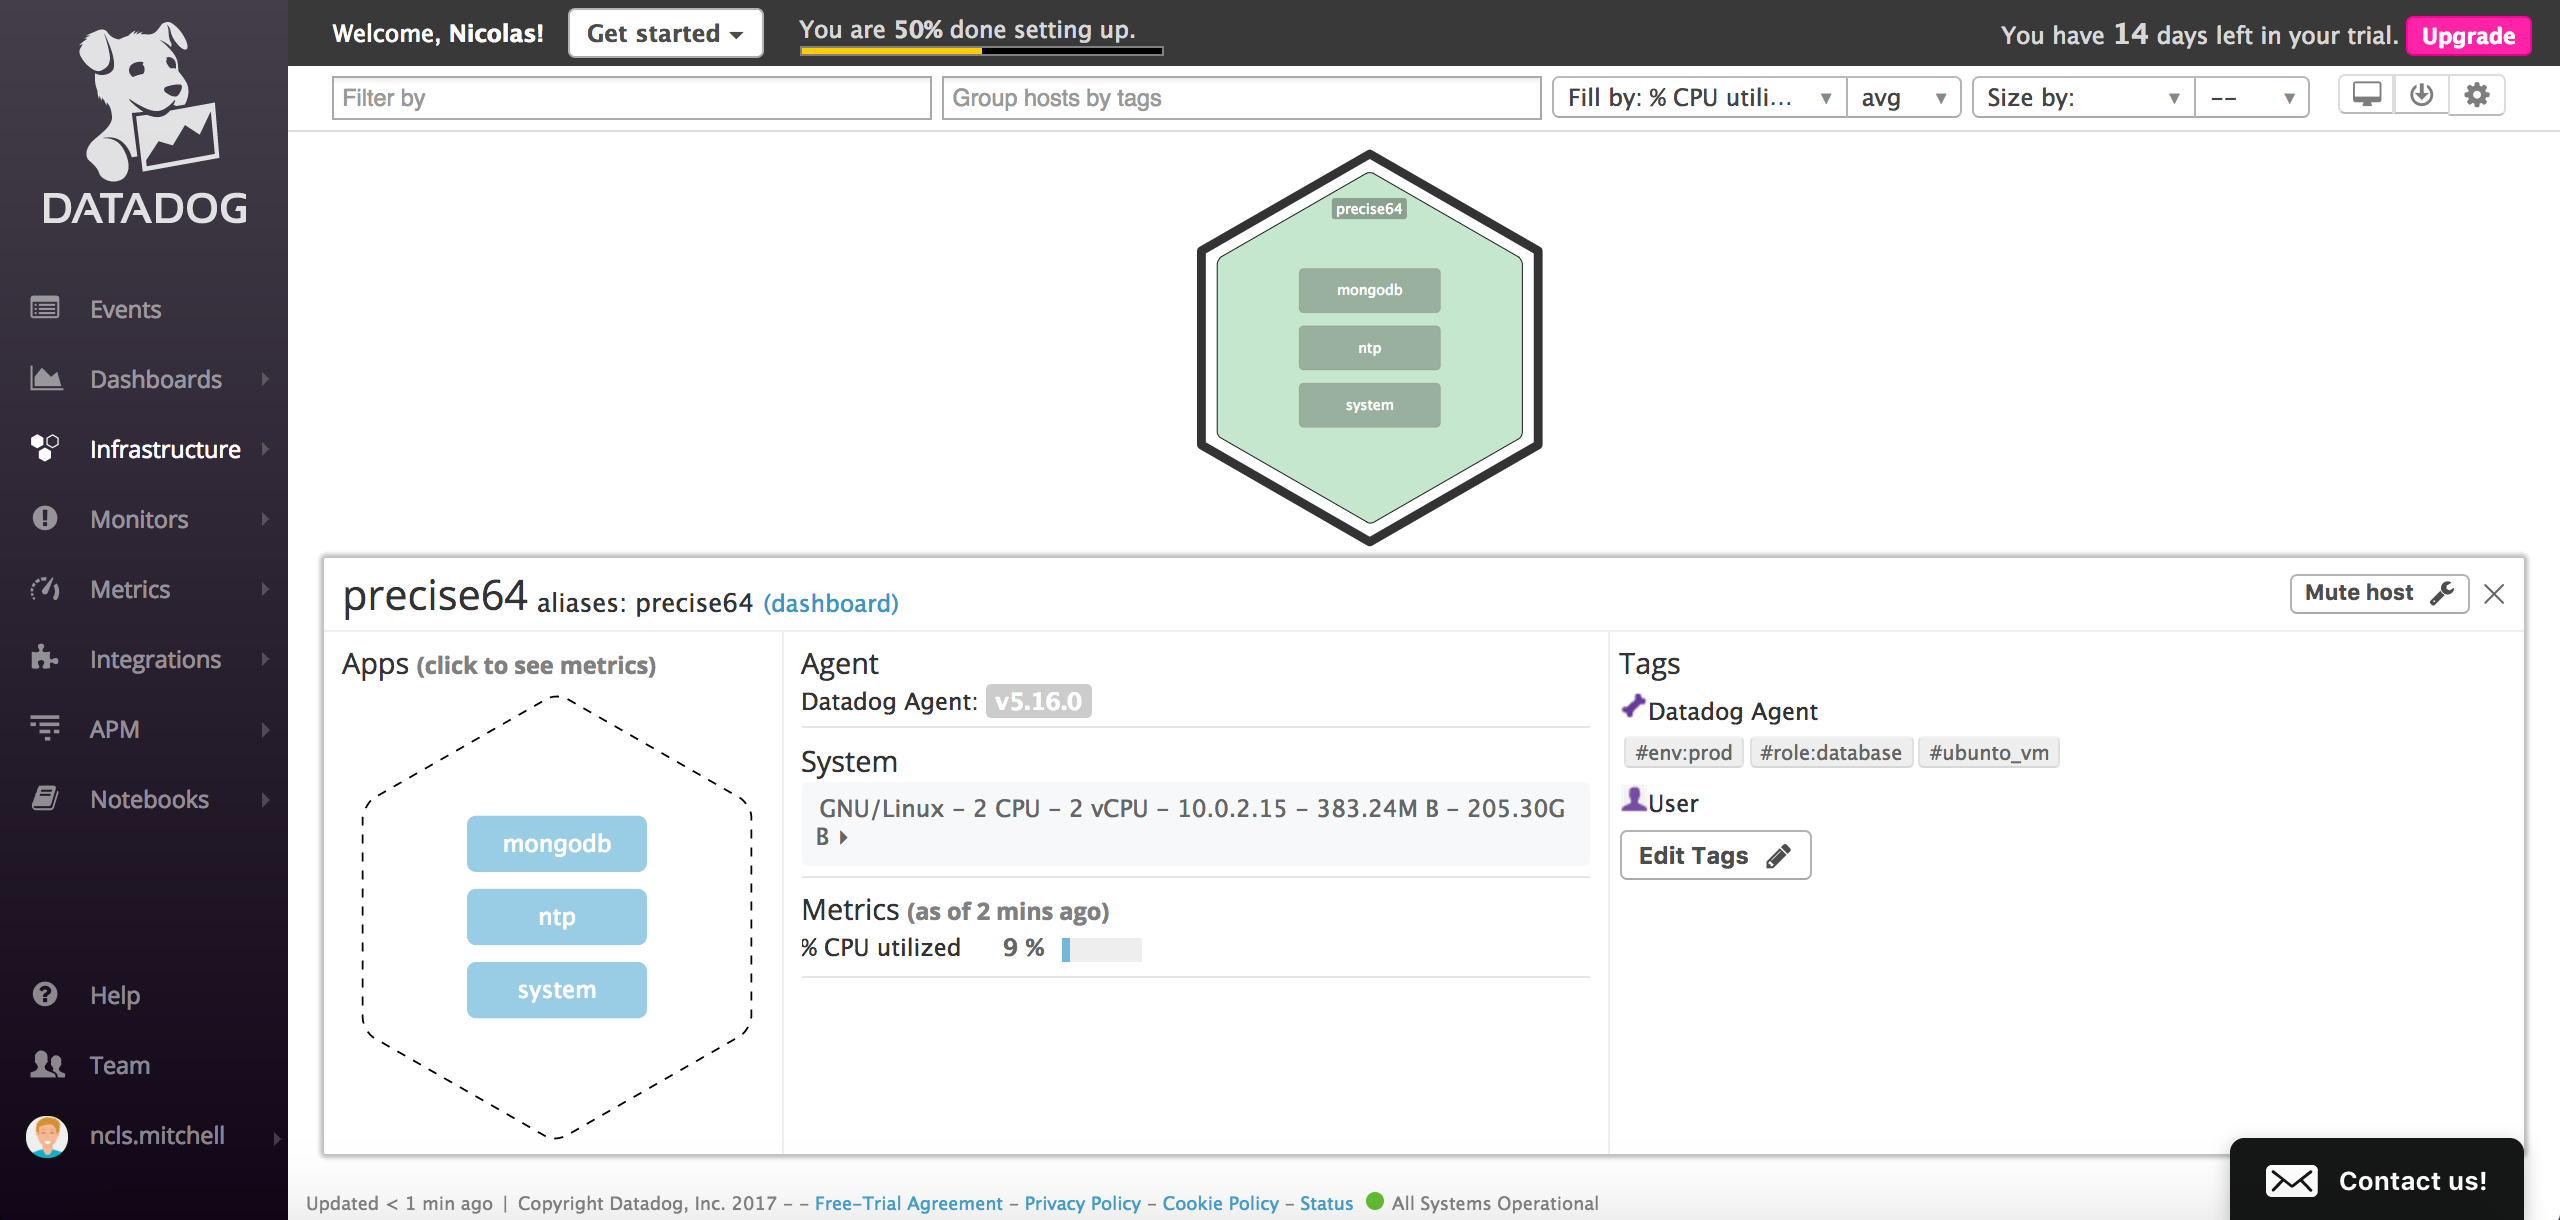 DATADOG
Events
Dashboards
Infrastructure
Monitors
Metrics
Integrations
APM
Notebooks
Help
Team
ncls.mitchell
Welcome, Nicolas!
Get started
You are 50% done setting up.
You have 14 days left in your trial.
Upgrade
Filter by
Group hosts by tags
Fill by: % CPU utili...
avg
Size by:
--
precise64
mongodb
ntp
system
precise64 aliases: precise64 (dashboard)
Mute host
Apps (click to see metrics)
mongodb
ntp
system
Agent
Datadog Agent: v5.16.0
System
GNU/Linux - 2 CPU - 2 vCPU - 10.0.2.15 - 383.24M B - 205.30G
B
Metrics (as of 2 mins ago)
% CPU utilized 9 %
Tags
Datadog Agent
#env:prod #role:database #ubunto_vm
User
Edit Tags
Updated < 1 min ago | Copyright Datadog, Inc. 2017 - - Free-Trial Agreement - Privacy Policy - Cookie Policy - Status All Systems Operational
Contact us!